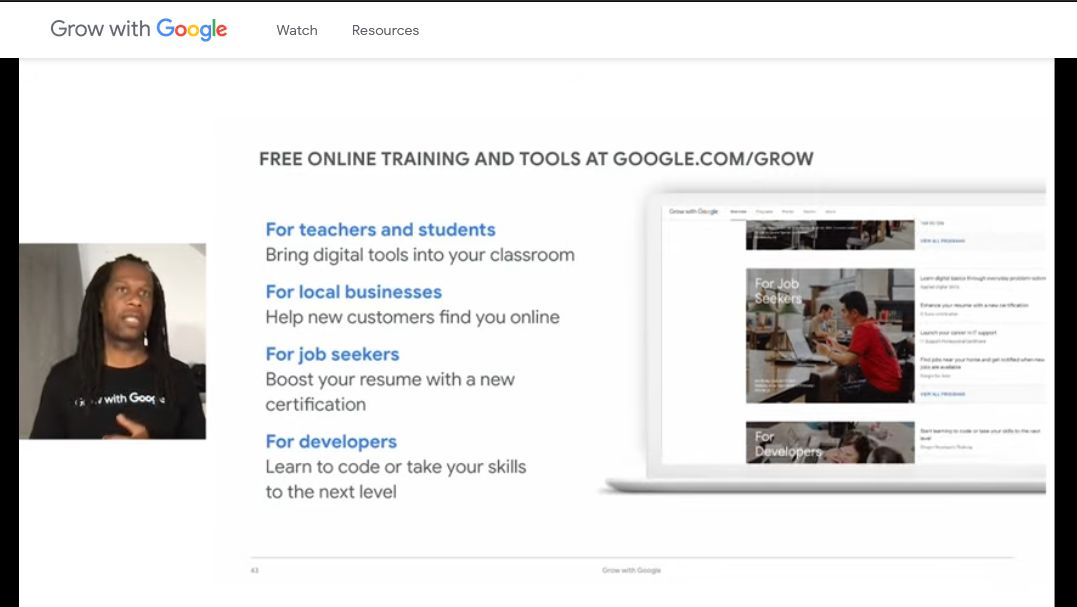 Grow with Google
Watch
Resources
FREE ONLINE TRAINING AND TOOLS AT GOOGLE.COM/GROW
For teachers and students
Bring digital tools into your classroom
For local businesses
Help new customers find you online
For job seekers
Boost your resume with a new
certification
For developers
Learn to code or take your skills
to the next level
with
Grow with Google
VIEW ALL PROGRAMS
For Job
Seekers
Learn digital basics through everyday problem-solving
Enhance your resume with a new certification
Launch your career in IT support
Find jobs near your home and get notified when new
jobs are available
VIEW ALL PROGRAMS
For
Developers
Start learning to code or take your skills to the next
level
43
Grow with Google